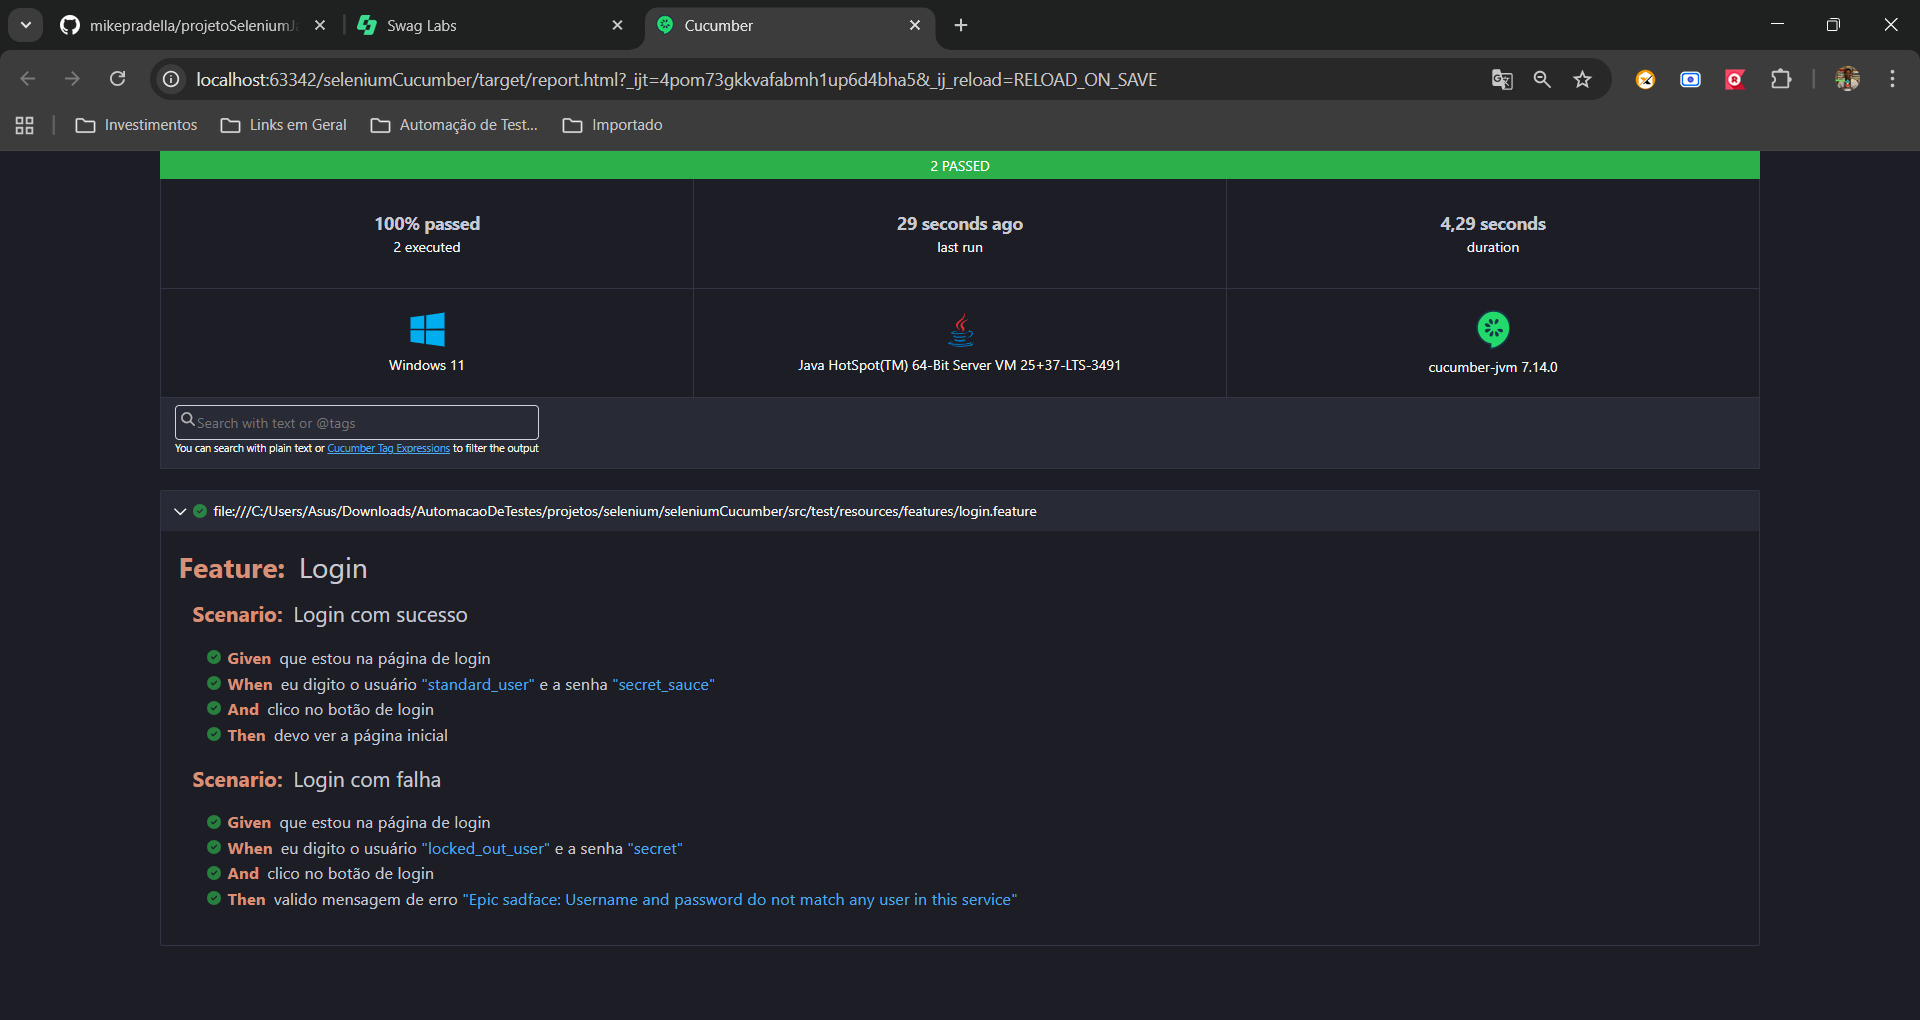 mikepradella/projetoSeleniumJ
Swag Labs
Cucumber
localhost:63342/seleniumCucumber/target/report.html?_ijt=4pom73gkkvafabmh1up6d4bha5&_ij_reload=RELOAD_ON_SAVE
Investimentos
Links em Geral
Automação de Test...
Importado
2 PASSED
100% passed
2 executed
29 seconds ago
last run
4,29 seconds
duration
Windows 11
Java HotSpot(TM) 64-Bit Server VM 25+37-LTS-3491
cucumber-jvm 7.14.0
Search with text or @tags
You can search with plain text or Cucumber Tag Expressions to filter the output
file:///C:/Users/Asus/Downloads/AutomacaoDeTestes/projetos/selenium/seleniumCucumber/src/test/resources/features/login.feature
Feature: Login
Scenario: Login com sucesso
Given que estou na página de login
When eu digito o usuário "standard_user" e a senha "secret_sauce"
And clico no botão de login
Then devo ver a página inicial
Scenario: Login com falha
Given que estou na página de login
When eu digito o usuário "locked_out_user" e a senha "secret"
And clico no botão de login
Then valido mensagem de erro "Epic sadface: Username and password do not match any user in this service"